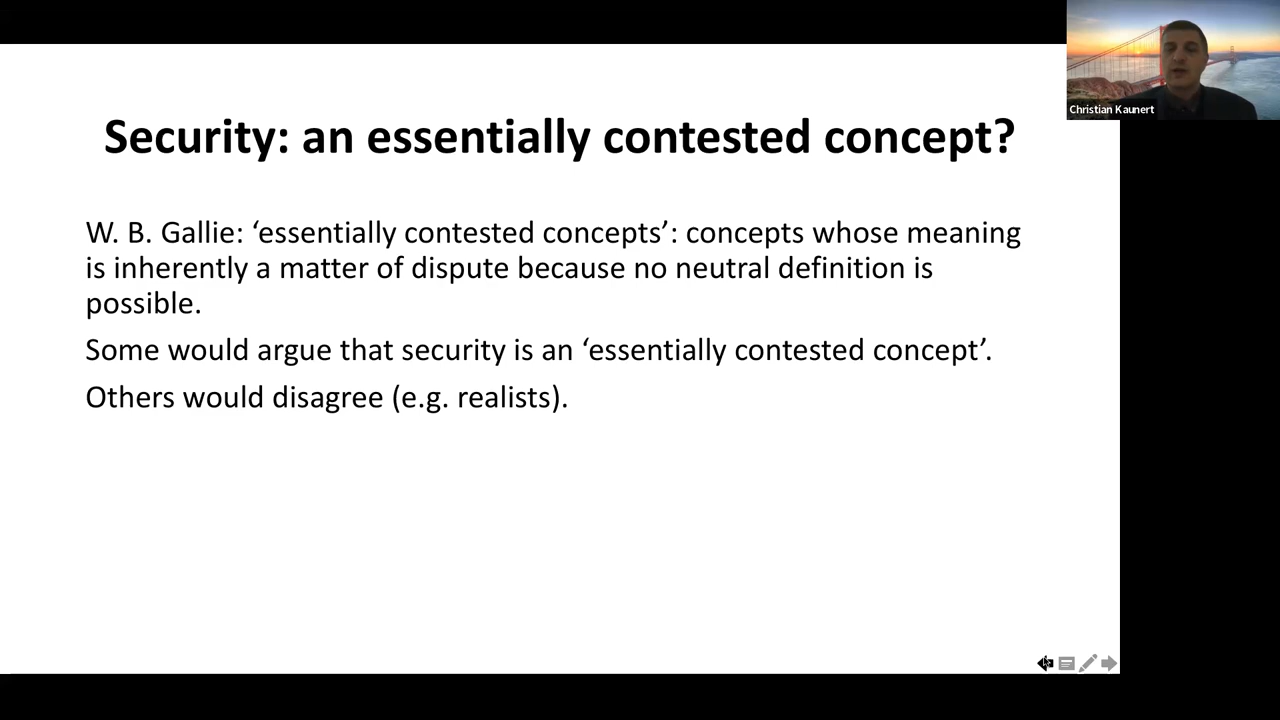 Christian Kaunert
Security: an essentially contested concept?
W. B. Gallie: ‘essentially contested concepts’: concepts whose meaning
is inherently a matter of dispute because no neutral definition is
possible.
Some would argue that security is an ‘essentially contested concept’.
Others would disagree (e.g. realists).